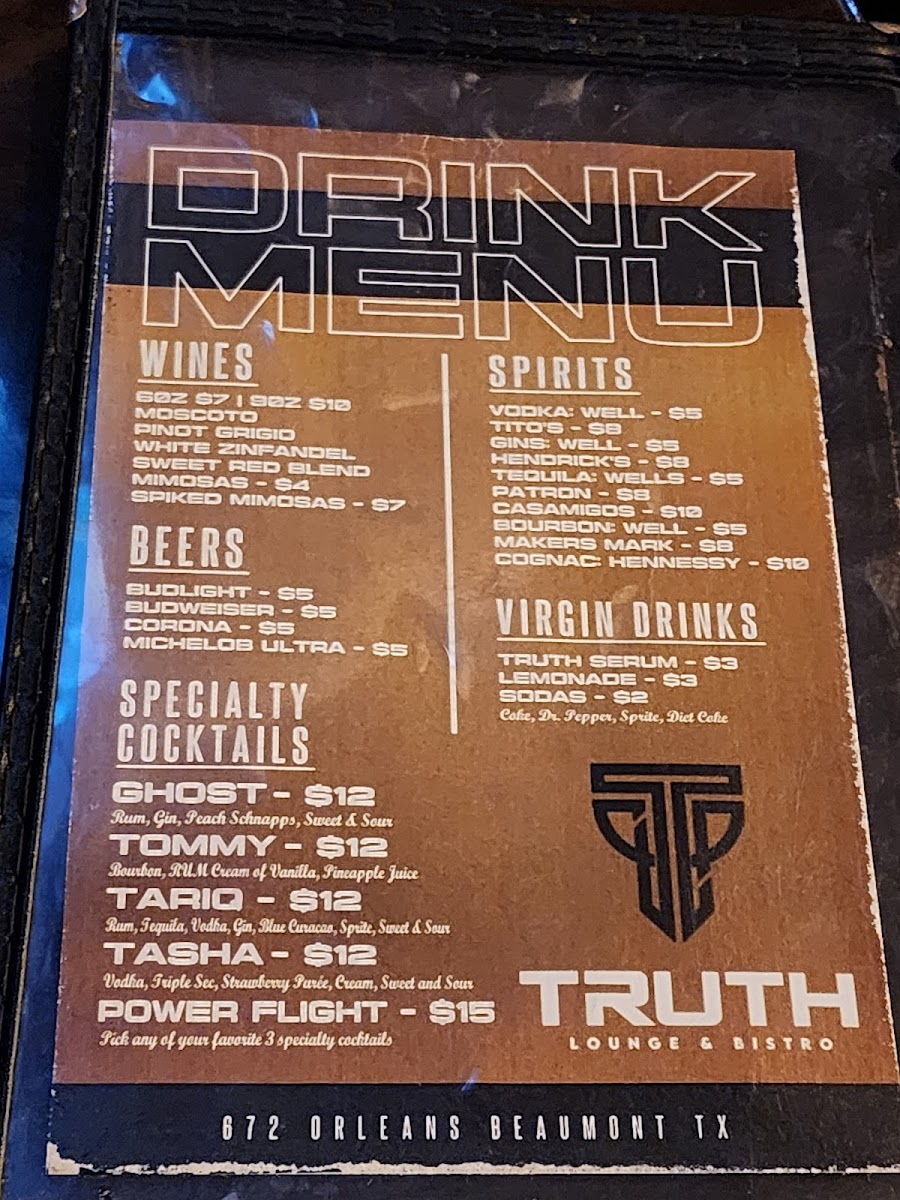 DRINK
MENU
WINES
6OZ $7 | 9OZ $10
MOSCOTO
PINOT GRIGIO
WHITE ZINFANDEL
SWEET RED BLEND
MIMOSAS - $4
SPIKED MIMOSAS - $7
BEERS
BUDLIGHT - $5
BUDWEISER - $5
CORONA - $5
MICHELOB ULTRA - $5
SPECIALTY
COCKTAILS
GHOST - $12
Rum, Gin, Peach Schnapps, Sweet & Sour
TOMMY - $12
Bourbon, RUM Cream of Vanilla, Pineapple Juice
TARIQ - $12
Rum, Tequila, Vodka, Gin, Blue Curacao, Sprite, Sweet & Sour
TASHA - $12
Vodka, Triple Sec, Strawberry Purée, Cream, Sweet and Sour
POWER FLIGHT - $15
Pick any of your favorite 3 specialty cocktails
SPIRITS
VODKA: WELL - $5
TITO'S - $8
GINS: WELL - $5
HENDRICK'S - $8
TEQUILA: WELLS - $5
PATRON - $8
CASAMIGOS - $10
BOURBON: WELL - $5
MAKERS MARK - $8
COGNAC: HENNESSY - $10
VIRGIN DRINKS
TRUTH SERUM - $3
LEMONADE - $3
SODAS - $2
Coke, Dr. Pepper, Sprite, Diet Coke
TRUTH
LOUNGE & BISTRO
672 ORLEANS BEAUMONT TX